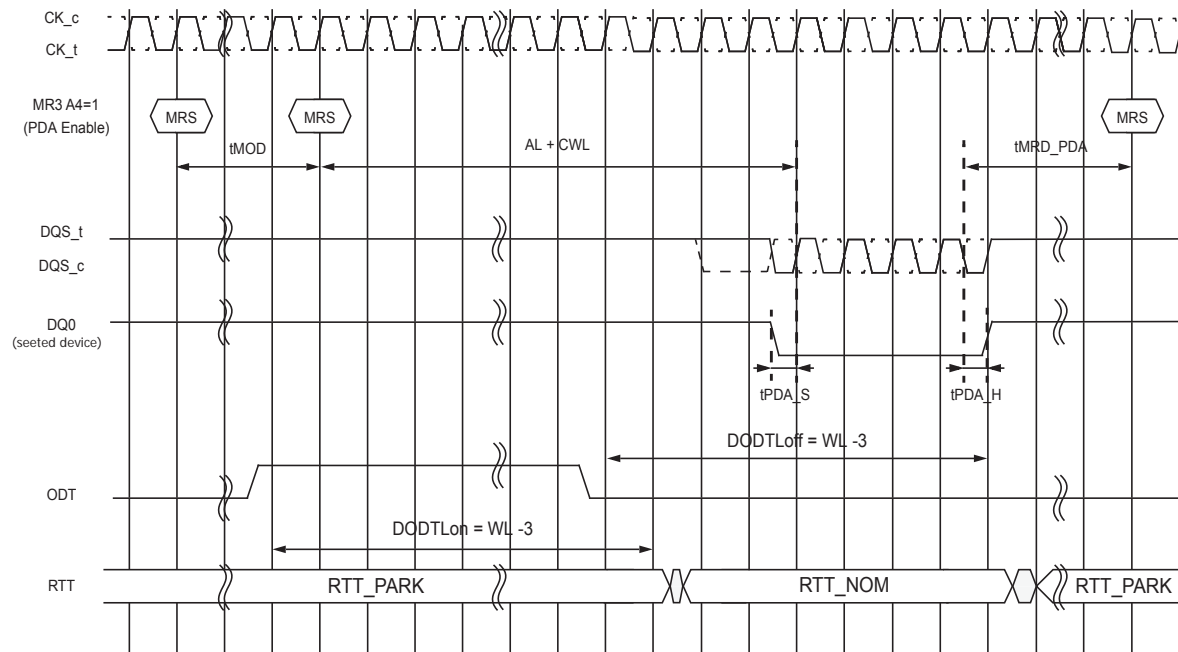 CK_c
CK_t
MR3 A4=1
(PDA Enable)
MRS
MRS
MRS
tMOD
AL + CWL
tMRD_PDA
DQS_t
DQS_c
DQ0
(seeted device)
tPDA_S
tPDA_H
DODTLoff = WL -3
ODT
DODTLon = WL -3
RTT
RTT_PARK
RTT_NOM
RTT_PARK